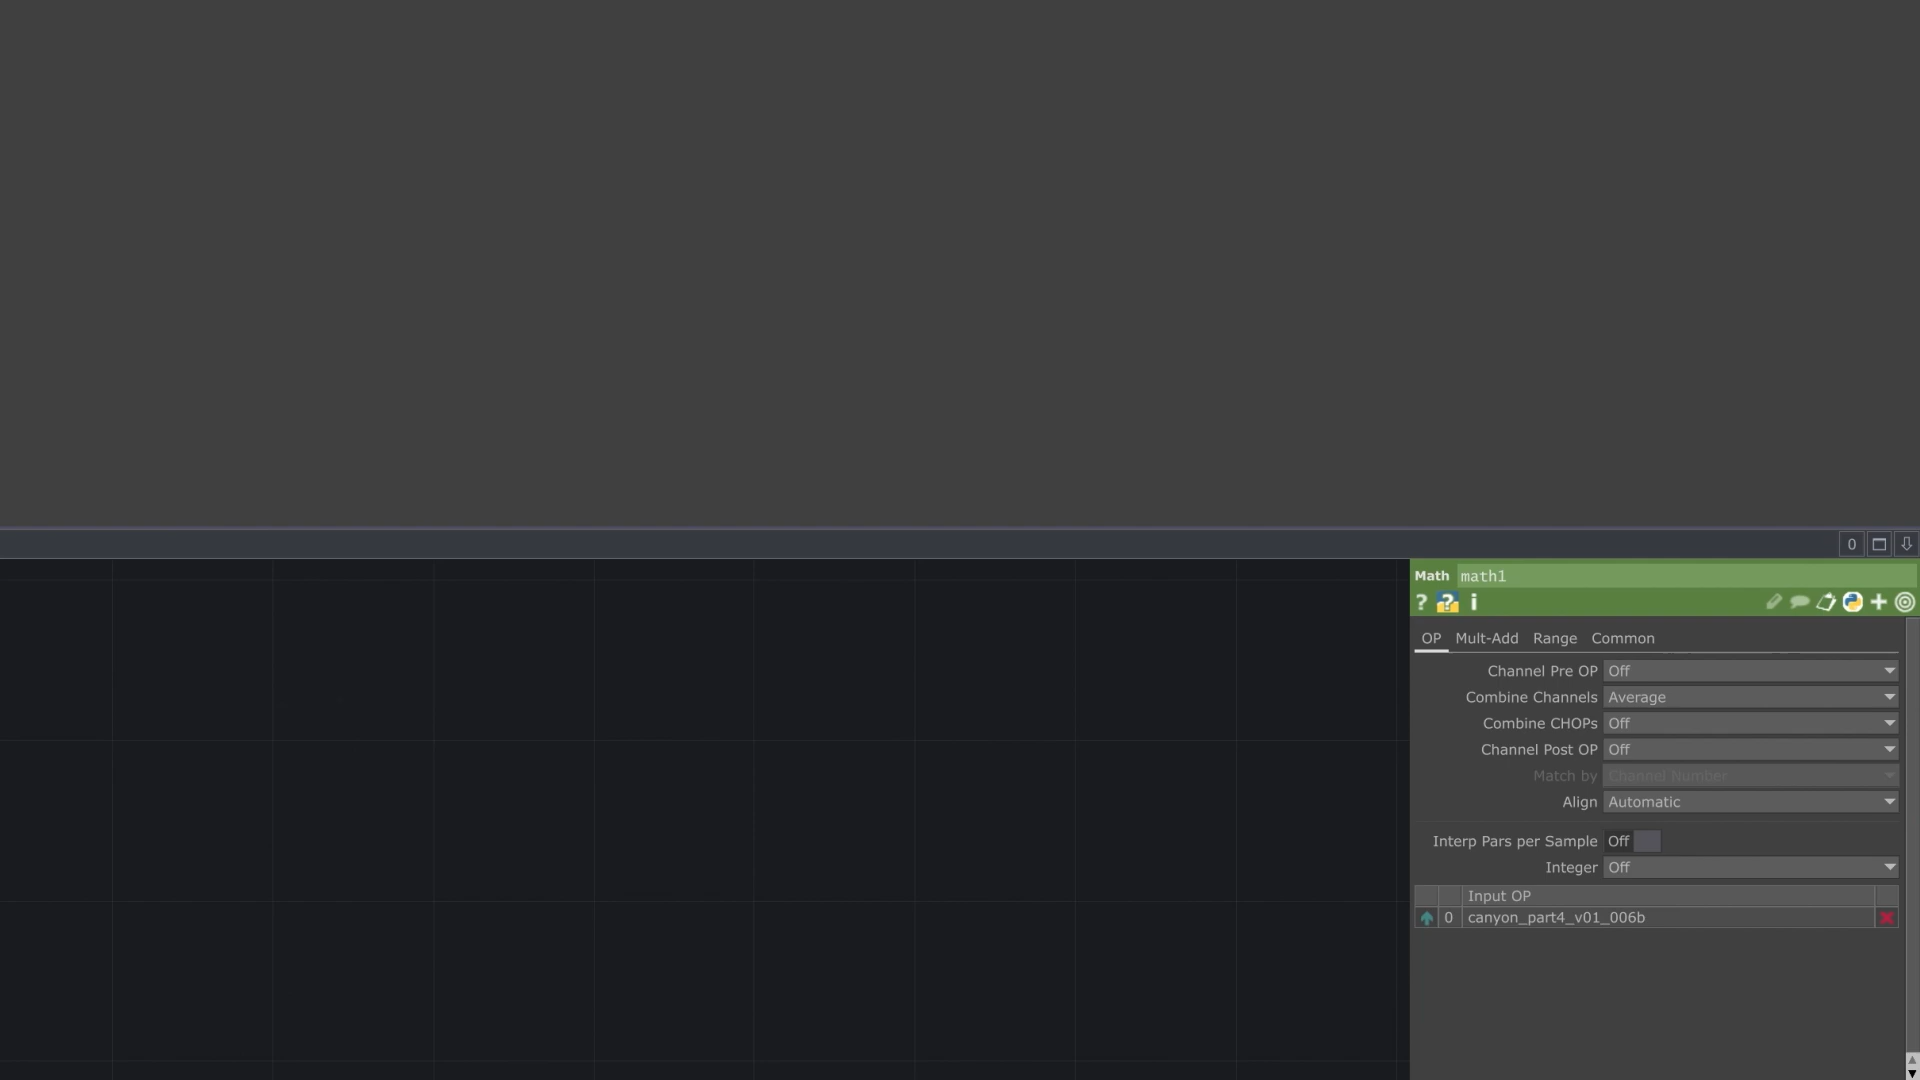 0
Math math1
? ? i
OP Mult-Add Range Common
Channel Pre OP Off
Combine Channels Average
Combine CHOPs Off
Channel Post OP Off
Match by Channel Number
Align Automatic
Interp Pars per Sample Off
Integer Off
Input OP
0 canyon_part4_v01_006b